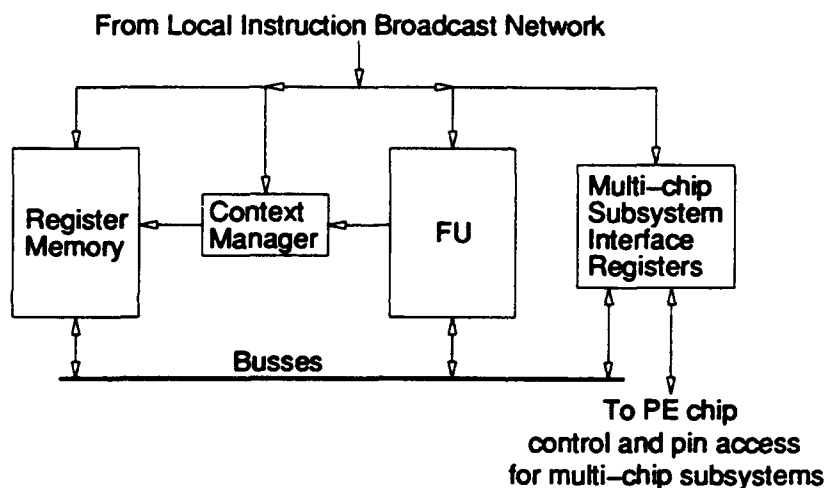 From Local Instruction Broadcast Network
Register
Memory
Context
Manager
FU
Multi–chip
Subsystem
Interface
Registers
Busses
To PE chip
control and pin access
for multi–chip subsystems